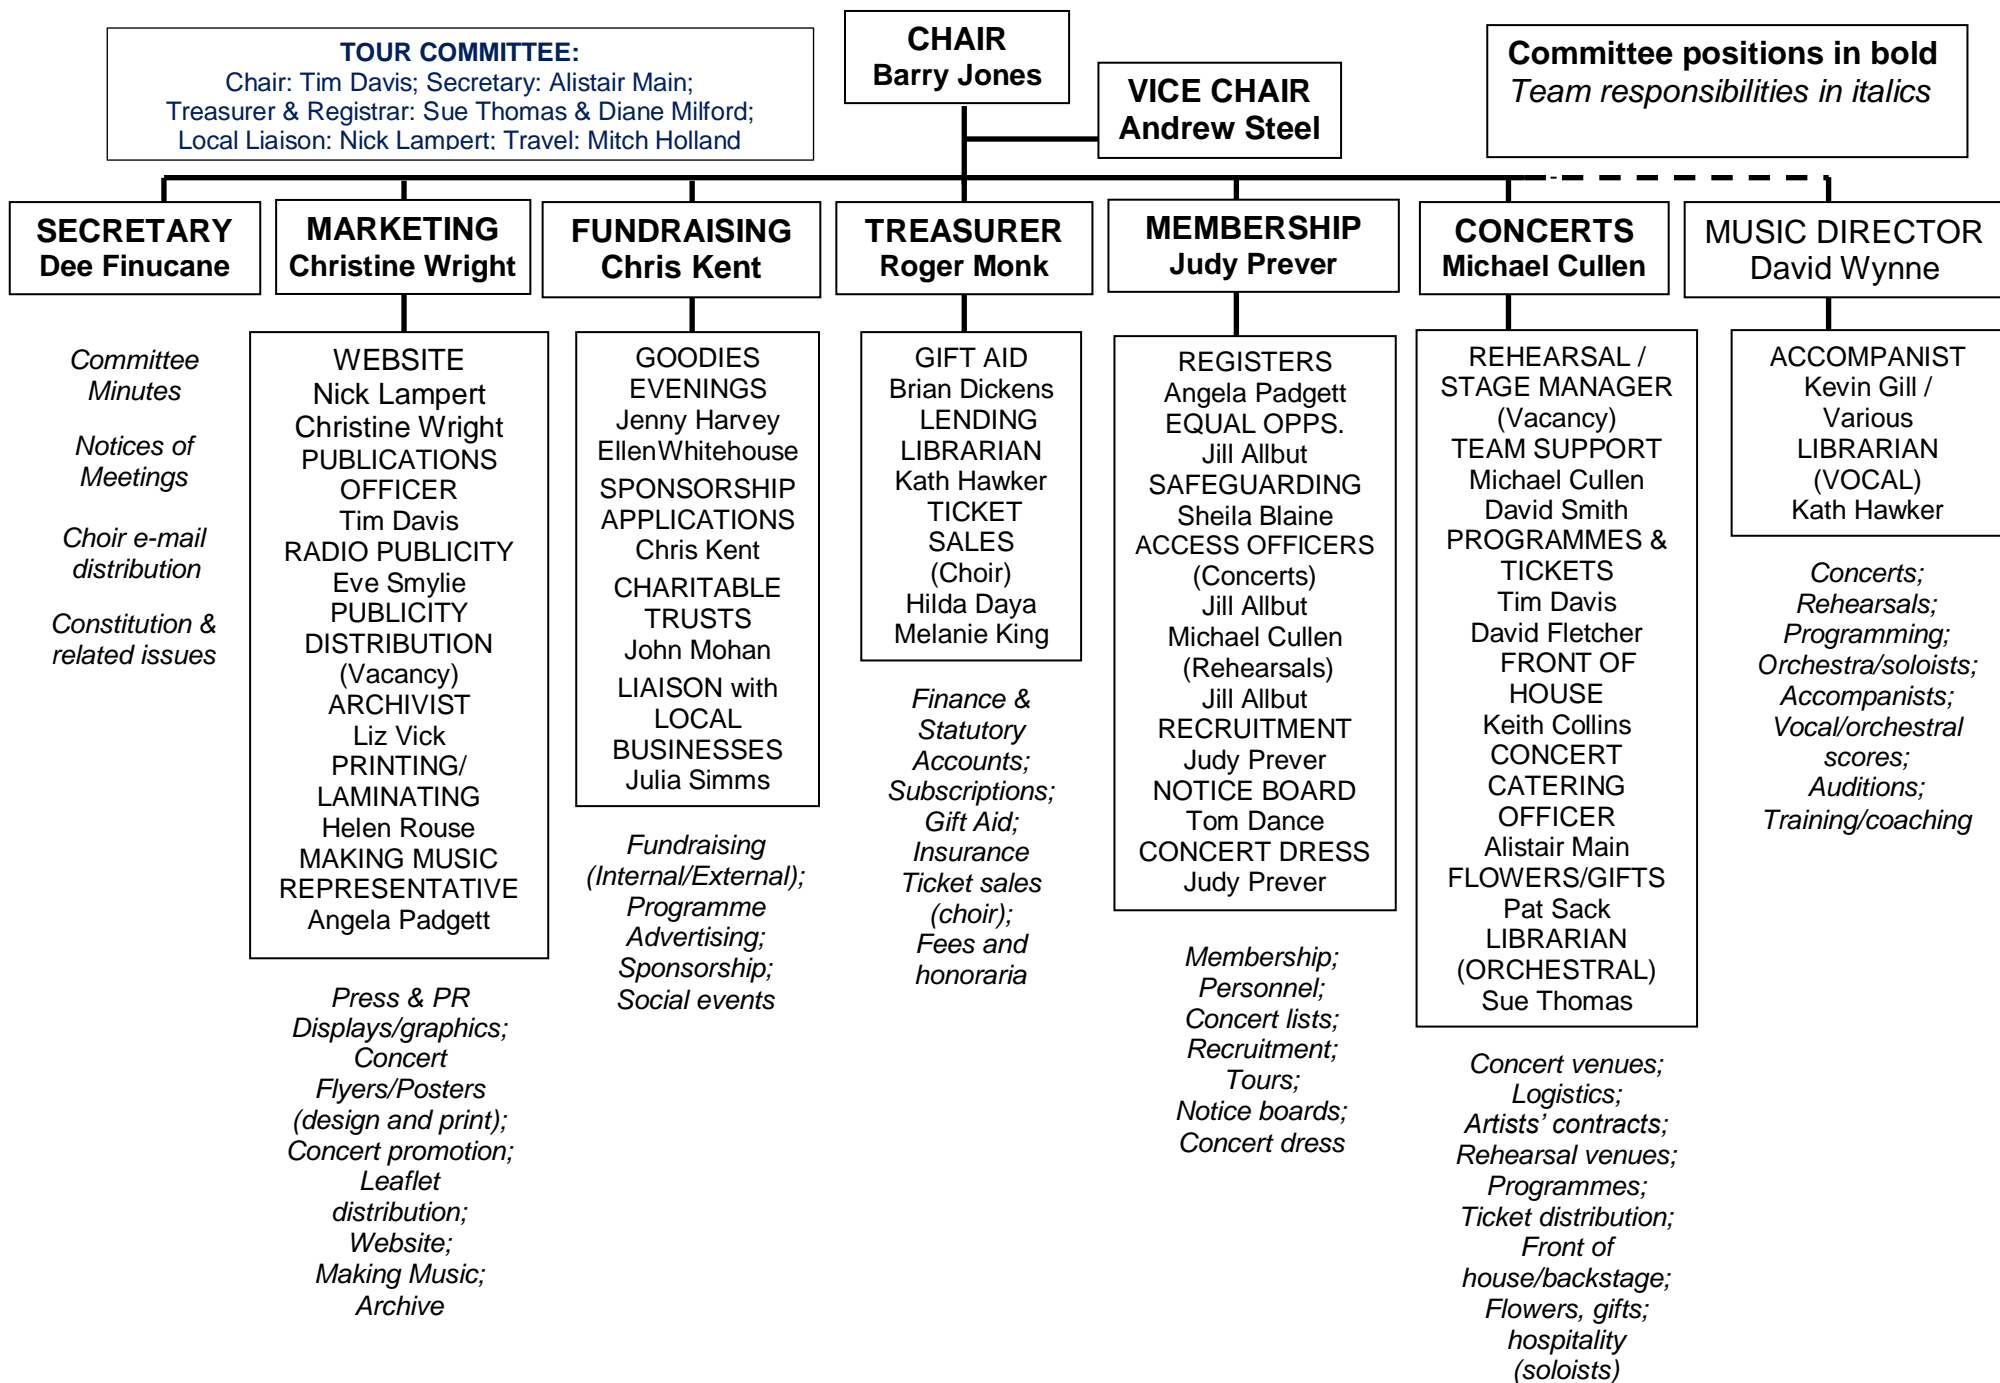 TOUR COMMITTEE:
Chair: Tim Davis; Secretary: Alistair Main;
Treasurer & Registrar: Sue Thomas & Diane Milford;
Local Liaison: Nick Lampert; Travel: Mitch Holland
CHAIR
Barry Jones
VICE CHAIR
Andrew Steel
Committee positions in bold
Team responsibilities in italics
SECRETARY
Dee Finucane
MARKETING
Christine Wright
FUNDRAISING
Chris Kent
TREASURER
Roger Monk
MEMBERSHIP
Judy Prever
CONCERTS
Michael Cullen
MUSIC DIRECTOR
David Wynne
Committee
Minutes
Notices of
Meetings
Choir e-mail
distribution
Constitution &
related issues
WEBSITE
Nick Lampert
Christine Wright
PUBLICATIONS
OFFICER
Tim Davis
RADIO PUBLICITY
Eve Smylie
PUBLICITY
DISTRIBUTION
(Vacancy)
ARCHIVIST
Liz Vick
PRINTING/
LAMINATING
Helen Rouse
MAKING MUSIC
REPRESENTATIVE
Angela Padgett
Press & PR
Displays/graphics;
Concert
Flyers/Posters
(design and print);
Concert promotion;
Leaflet
distribution;
Website;
Making Music;
Archive
GOODIES
EVENINGS
Jenny Harvey
EllenWhitehouse
SPONSORSHIP
APPLICATIONS
Chris Kent
CHARITABLE
TRUSTS
John Mohan
LIAISON with
LOCAL
BUSINESSES
Julia Simms
Fundraising
(Internal/External);
Programme
Advertising;
Sponsorship;
Social events
GIFT AID
Brian Dickens
LENDING
LIBRARIAN
Kath Hawker
TICKET
SALES
(Choir)
Hilda Daya
Melanie King
Finance &
Statutory
Accounts;
Subscriptions;
Gift Aid;
Insurance
Ticket sales
(choir);
Fees and
honoraria
REGISTERS
Angela Padgett
EQUAL OPPS.
Jill Allbut
SAFEGUARDING
Sheila Blaine
ACCESS OFFICERS
(Concerts)
Jill Allbut
Michael Cullen
(Rehearsals)
Jill Allbut
RECRUITMENT
Judy Prever
NOTICE BOARD
Tom Dance
CONCERT DRESS
Judy Prever
Membership;
Personnel;
Concert lists;
Recruitment;
Tours;
Notice boards;
Concert dress
REHEARSAL /
STAGE MANAGER
(Vacancy)
TEAM SUPPORT
Michael Cullen
David Smith
PROGRAMMES &
TICKETS
Tim Davis
David Fletcher
FRONT OF
HOUSE
Keith Collins
CONCERT
CATERING
OFFICER
Alistair Main
FLOWERS/GIFTS
Pat Sack
LIBRARIAN
(ORCHESTRAL)
Sue Thomas
Concert venues;
Logistics;
Artists’ contracts;
Rehearsal venues;
Programmes;
Ticket distribution;
Front of
house/backstage;
Flowers, gifts;
hospitality
(soloists)
ACCOMPANIST
Kevin Gill /
Various
LIBRARIAN
(VOCAL)
Kath Hawker
Concerts;
Rehearsals;
Programming;
Orchestra/soloists;
Accompanists;
Vocal/orchestral
scores;
Auditions;
Training/coaching